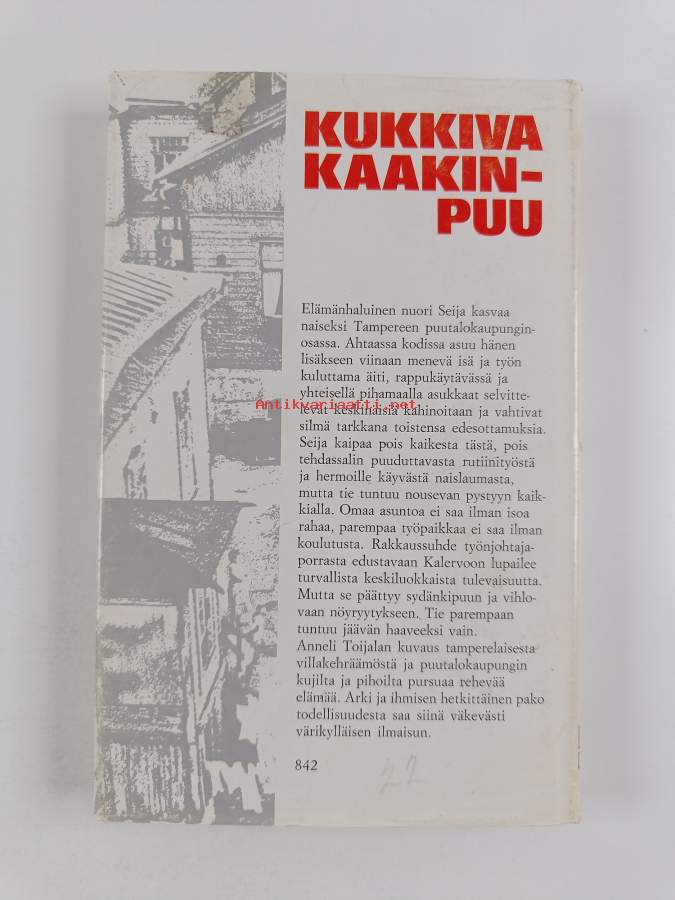 KUKKIVA
KAAKIN-
PUU
Elämänhaluinen nuori Seija kasvaa
naiseksi Tampereen puutalokaupungin-
osassa. Ahtaassa kodissa asuu hänen
lisäkseen viinaan menevä isä ja työn
kuluttama äiti, rappukäytävässä ja
yhteisellä pihamaalla asukkaat selvitte-
Antikvariaatti.net
levät keskinäisiä kahinoitaan ja vahtivat
silmä tarkkana toistensa edesottamuksia.
Seija kaipaa pois kaikesta tästä, pois
tehdassalin puuduttavasta rutiinityöstä
ja hermoille käyvästä naislaumasta,
mutta tie tuntuu nousevan pystyyn kaik-
kialla. Omaa asuntoa ei saa ilman isoa
rahaa, parempaa työpaikkaa ei saa ilman
koulutusta. Rakkaussuhde työnjohtaja-
porrasta edustavaan Kalervoon lupailee
turvallista keskiluokkaista tulevaisuutta.
Mutta se päättyy sydänkipuun ja vihlo-
vaan nöyryytykseen. Tie parempaan
tuntuu jäävän haaveeksi vain.
Anneli Toijalan kuvaus tamperelaisesta
villakehräämöstä ja puutalokaupungin
kujilta ja pihoilta pursuaa rehevää
elämää. Arki ja ihmisen hetkittäinen pako
todellisuudesta saa siinä väkevästi
värikylläisen ilmaisun.
842